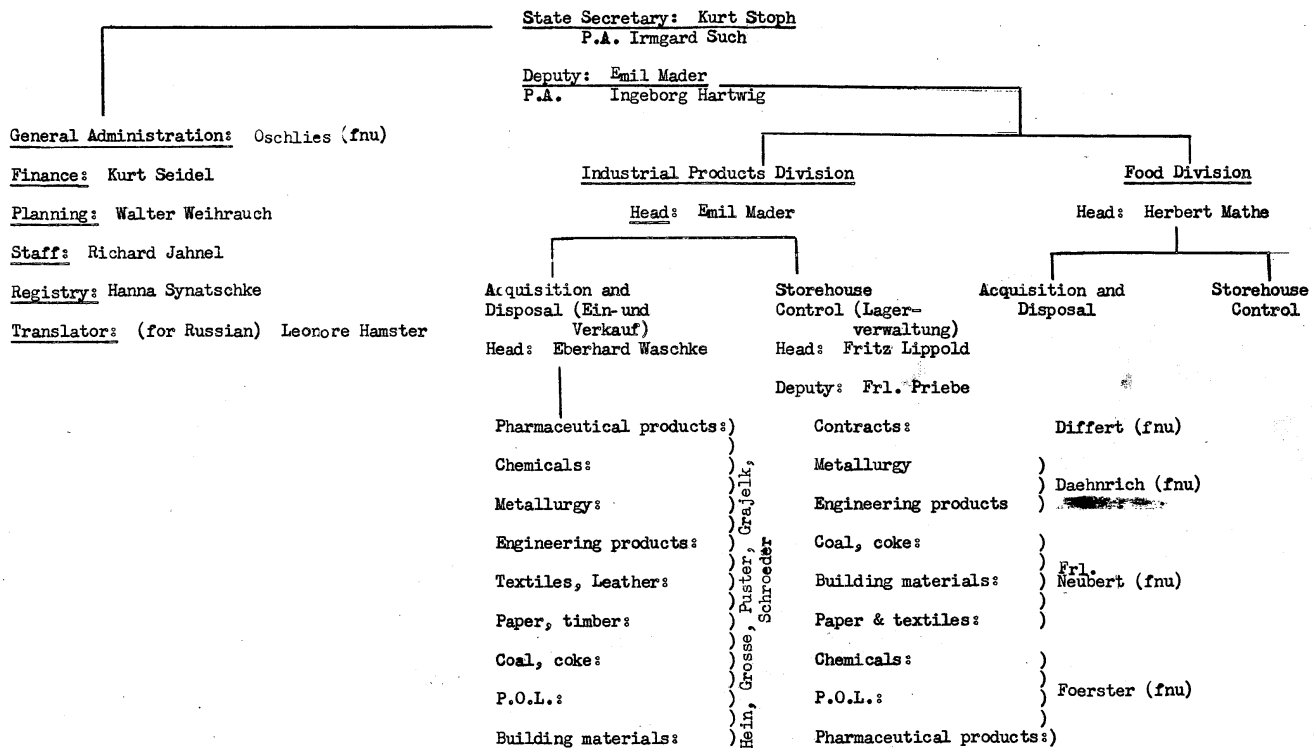 State Secretary: Kurt Stoph
P.A. Irmgard Such
Deputy: Emil Mader
P.A. Ingeborg Hartwig
General Administration: Oschlies (fnu)
Finance: Kurt Seidel
Planning: Walter Weihrauch
Staff: Richard Jahnel
Registry: Hanna Synatschke
Translator: (for Russian) Leonore Hamster
Industrial Products Division
Head: Emil Mader
Food Division
Head: Herbert Mathe
Acquisition and
Disposal (Ein- und
Verkauf)
Head: Eberhard Waschke
Storehouse
Control (Lager-
verwaltung)
Head: Fritz Lippold
Deputy: Frl. Priebe
Acquisition and
Disposal
Storehouse
Control
Pharmaceutical products:)
Chemicals:
Metallurgy:
Engineering products:
Textiles, Leather:
Paper, timber:
Coal, coke:
P.O.L.:
Building materials:
Hein, Grosse, Puster, Grajelk,
Schroeder
Contracts: Differt (fnu)
Metallurgy )
Daehnrich (fnu)
Engineering products )
Coal, coke: )
Frl.
Building materials: ) Neubert (fnu)
Paper & textiles: )
Chemicals: )
P.O.L.: ) Foerster (fnu)
Pharmaceutical products:)